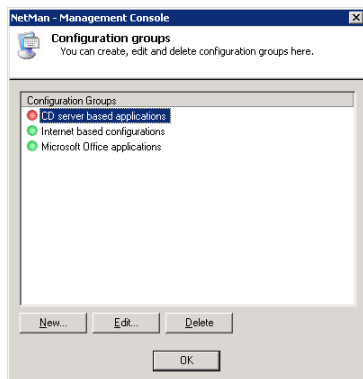 NetMan - Management Console
Configuration groups
You can create, edit and delete configuration groups here.
Configuration Groups
CD server based applications
Internet based configurations
Microsoft Office applications
New... Edit... Delete
OK